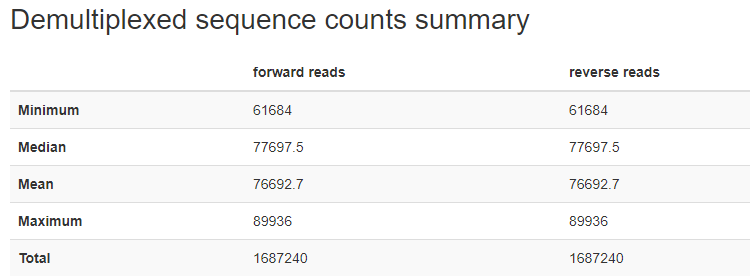 Demultiplexed sequence counts summary
forward reads reverse reads
Minimum 61684 61684
Median 77697.5 77697.5
Mean 76692.7 76692.7
Maximum 89936 89936
Total 1687240 1687240